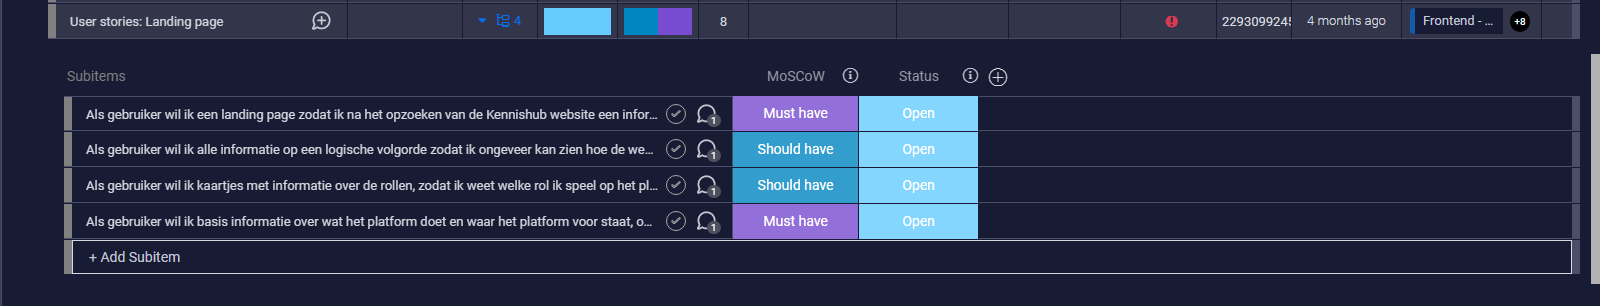 User stories: Landing page 4 8 2293099245 4 months ago Frontend - ... +8
Subitems MoSCoW Status
Als gebruiker wil ik een landing page zodat ik na het opzoeken van de Kennishub website een infor... 1 Must have Open
Als gebruiker wil ik alle informatie op een logische volgorde zodat ik ongeveer kan zien hoe de we... 1 Should have Open
Als gebruiker wil ik kaartjes met informatie over de rollen, zodat ik weet welke rol ik speel op het pl... 1 Should have Open
Als gebruiker wil ik basis informatie over wat het platform doet en waar het platform voor staat, o... 1 Must have Open
+ Add Subitem